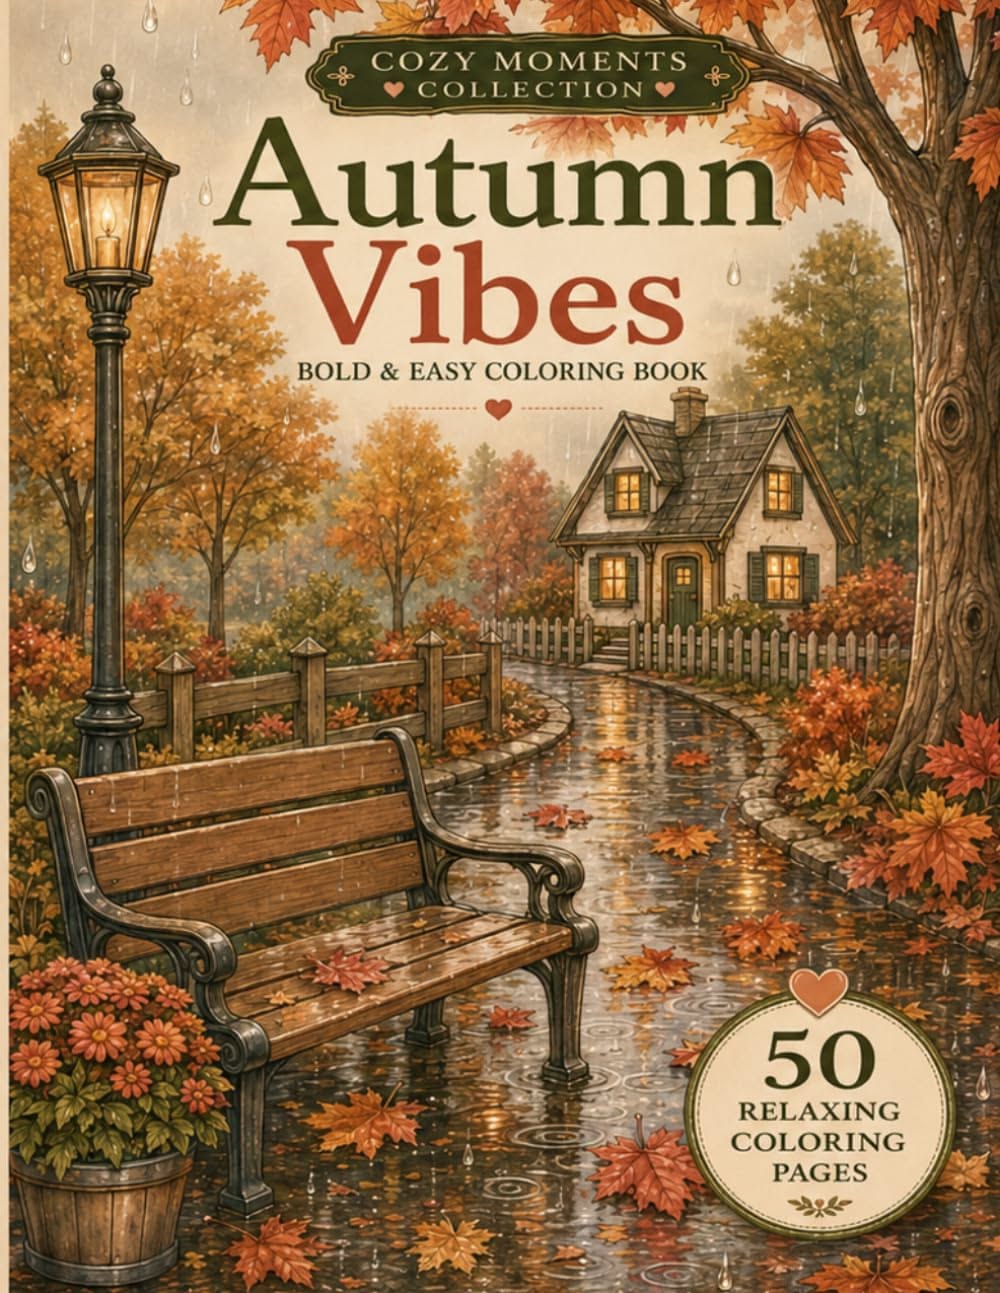 COZY MOMENTS
COLLECTION
Autumn
Vibes
BOLD & EASY COLORING BOOK
50
RELAXING
COLORING
PAGES